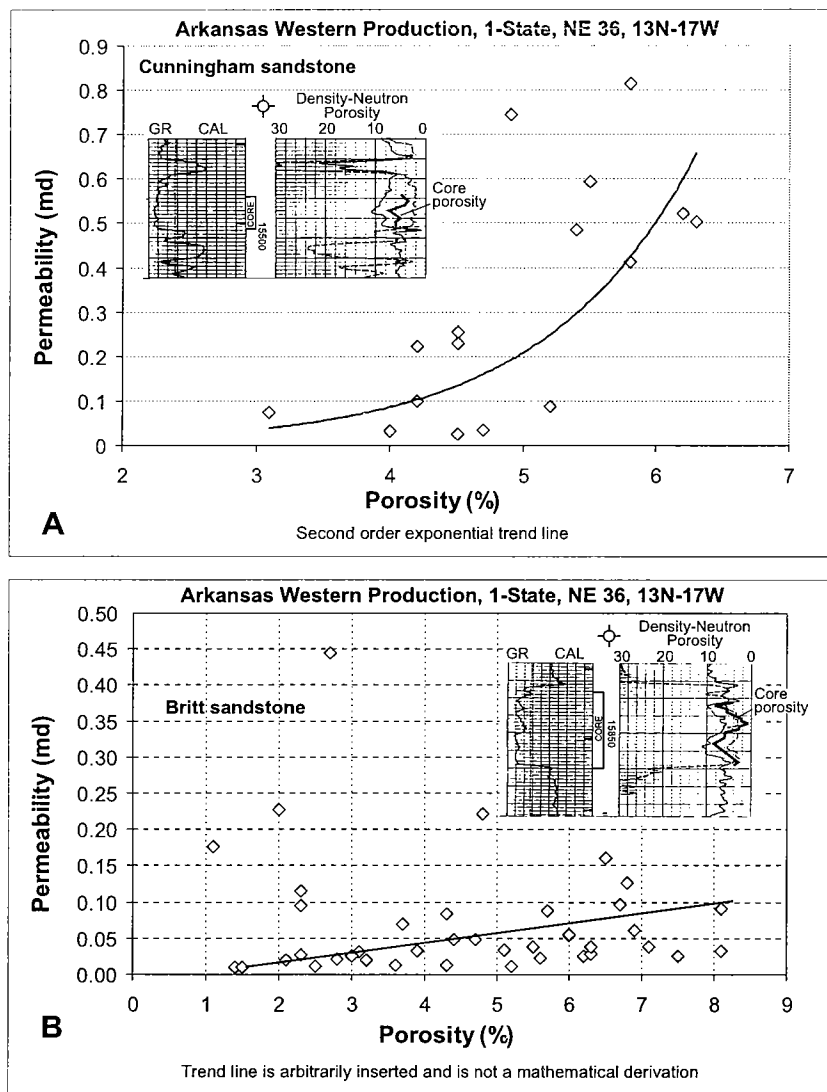 Arkansas Western Production, 1-State, NE 36, 13N-17W
0.9
0.8
0.7
0.6
0.5
0.4
0.3
0.2
0.1
0
Permeability (md)
Cunningham sandstone
Density-Neutron
Porosity
GR CAL 30 20 10 0
CORE
15500
Core
porosity
2 3 4 5 6 7
Porosity (%)
A
Second order exponential trend line
Arkansas Western Production, 1-State, NE 36, 13N-17W
0.50
0.45
0.40
0.35
0.30
0.25
0.20
0.15
0.10
0.05
0.00
Permeability (md)
Britt sandstone
Density-Neutron
Porosity
GR CAL 30 20 10 0
CORE
15850
Core
porosity
0 1 2 3 4 5 6 7 8 9
Porosity (%)
B
Trend line is arbitrarily inserted and is not a mathematical derivation